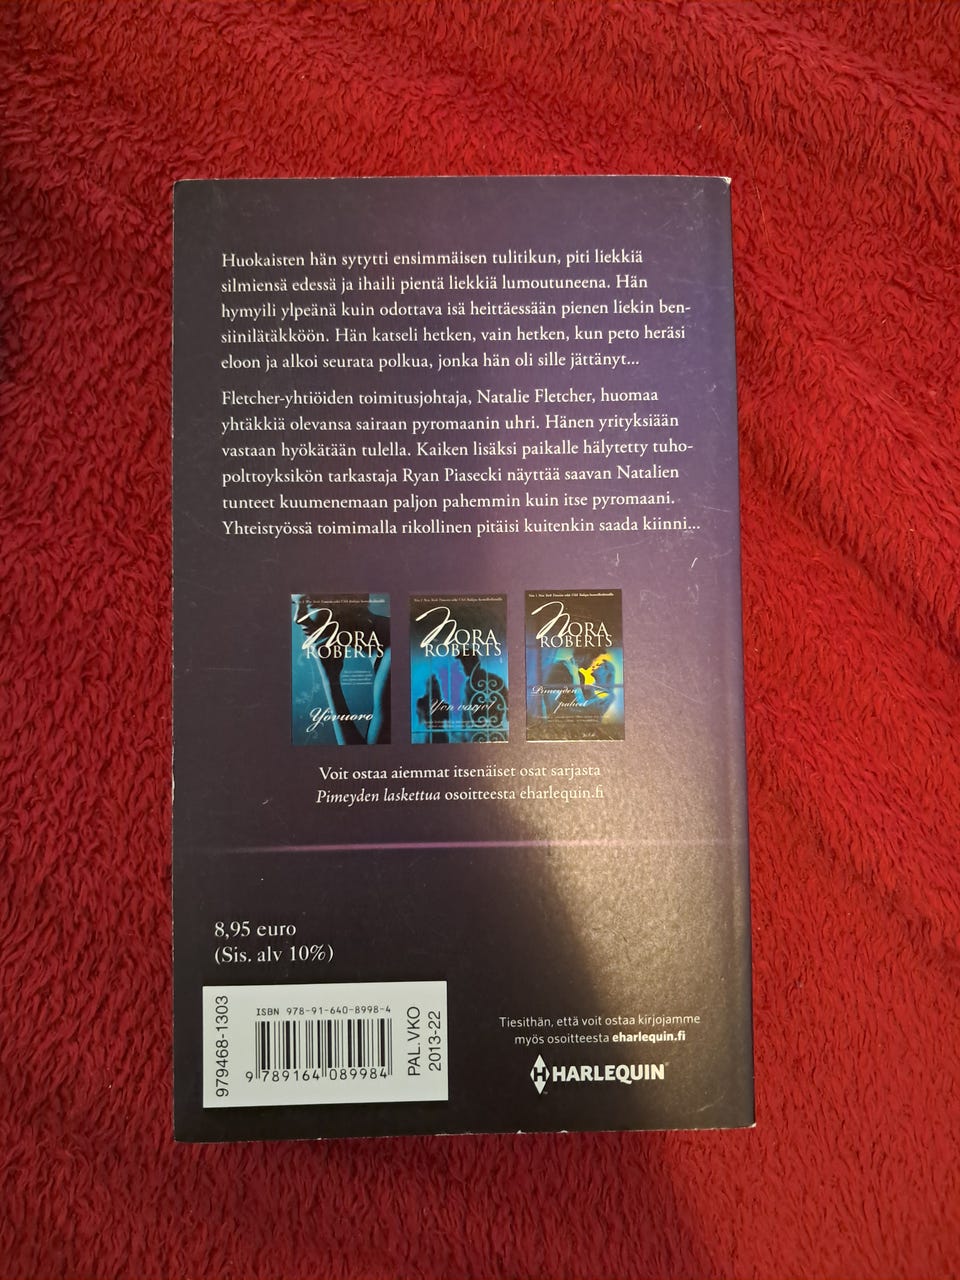 Huokaisten hän sytytti ensimmäisen tulitikun, piti liekkiä
silmiensä edessä ja ihaili pientä liekkiä lumoutuneena. Hän
hymyili ylpeänä kuin odottava isä heittäessään pienen liekin ben-
siinilätäkköön. Hän katseli hetken, vain hetken, kun peto heräsi
eloon ja alkoi seurata polkua, jonka hän oli sille jättänyt...
Fletcher-yhtiöiden toimitusjohtaja, Natalie Fletcher, huomaa
yhtäkkiä olevansa sairaan pyromaanin uhri. Hänen yrityksiään
vastaan hyökätään tulella. Kaiken lisäksi paikalle hälytetty tuho-
polttoyksikön tarkastaja Ryan Piasecki näyttää saavan Natalien
tunteet kuumenemaan paljon pahemmin kuin itse pyromaani.
Yhteistyössä toimimalla rikollinen pitäisi kuitenkin saada kiinni...
NORA
ROBERTS
Yövuoro
NORA
ROBERTS
Yön varjot
NORA
ROBERTS
Pimeyden
puheet
Voit ostaa aiemmat itsenäiset osat sarjasta
Pimeyden laskettua osoitteesta eharlequin.fi
8,95 euro
(Sis. alv 10%)
979468-1303
ISBN 978-91-640-8998-4
9 789164 089984
PAL.VKO
2013-22
Tiesithän, että voit ostaa kirjojamme
myös osoitteesta eharlequin.fi
H HARLEQUIN